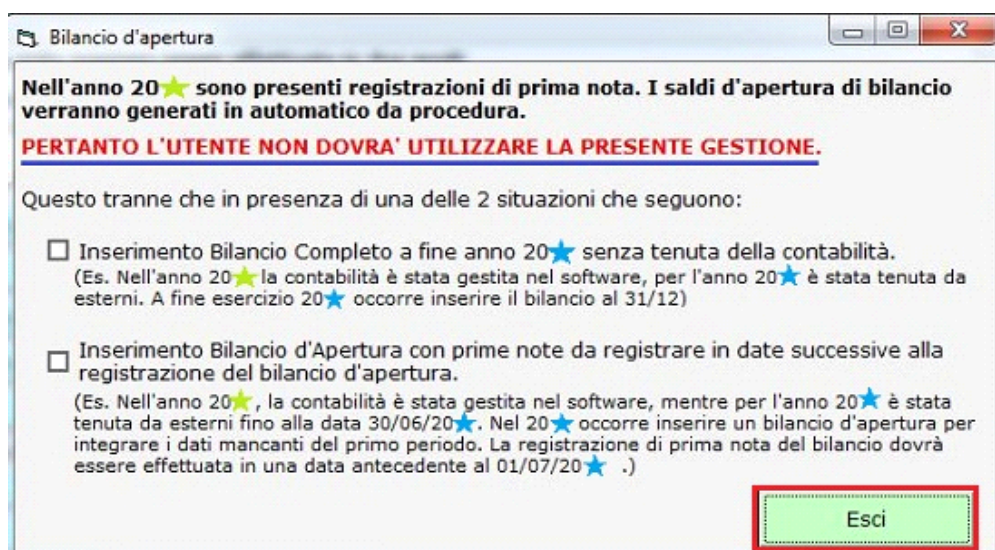 Bilancio d'apertura
Nell'anno 20 sono presenti registrazioni di prima nota. I saldi d'apertura di bilancio
verranno generati in automatico da procedura.
PERTANTO L'UTENTE NON DOVRA' UTILIZZARE LA PRESENTE GESTIONE.
Questo tranne che in presenza di una delle 2 situazioni che seguono:
Inserimento Bilancio Completo a fine anno 20 senza tenuta della contabilità.
(Es. Nell'anno 20 la contabilità è stata gestita nel software, per l'anno 20 è stata tenuta da
esterni. A fine esercizio 20 occorre inserire il bilancio al 31/12)
Inserimento Bilancio d'Apertura con prime note da registrare in date successive alla
registrazione del bilancio d'apertura.
(Es. Nell'anno 20 , la contabilità è stata gestita nel software, mentre per l'anno 20 è stata
tenuta da esterni fino alla data 30/06/20 . Nel 20 occorre inserire un bilancio d'apertura per
integrare i dati mancanti del primo periodo. La registrazione di prima nota del bilancio dovrà
essere effettuata in una data antecedente al 01/07/20 .)
Esci